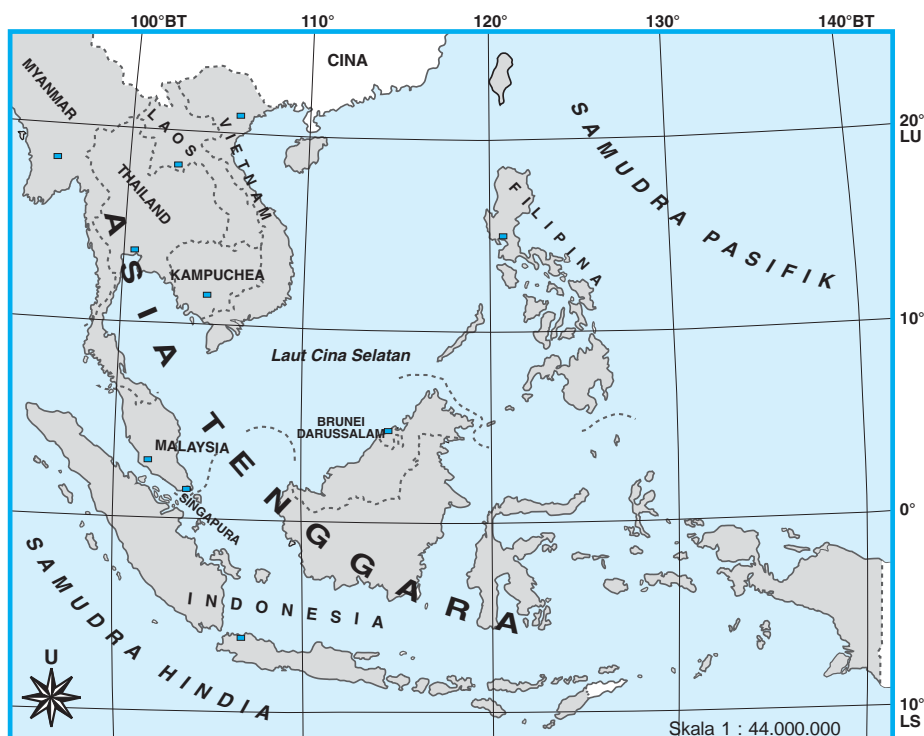 100°BT 110° 120° 130° 140°BT
CINA
MYANMAR
LAOS
VIETNAM
THAILAND
SAMUDRA PASIFIK
20°
LU
FILIPINA
KAMPUCHEA
ASIA TENGGARA
10°
Laut Cina Selatan
BRUNEI
DARUSSALAM
MALAYSIA
SINGAPURA
0°
SAMUDRA HINDIA
INDONESIA
U
10°
LS
Skala 1 : 44.000.000